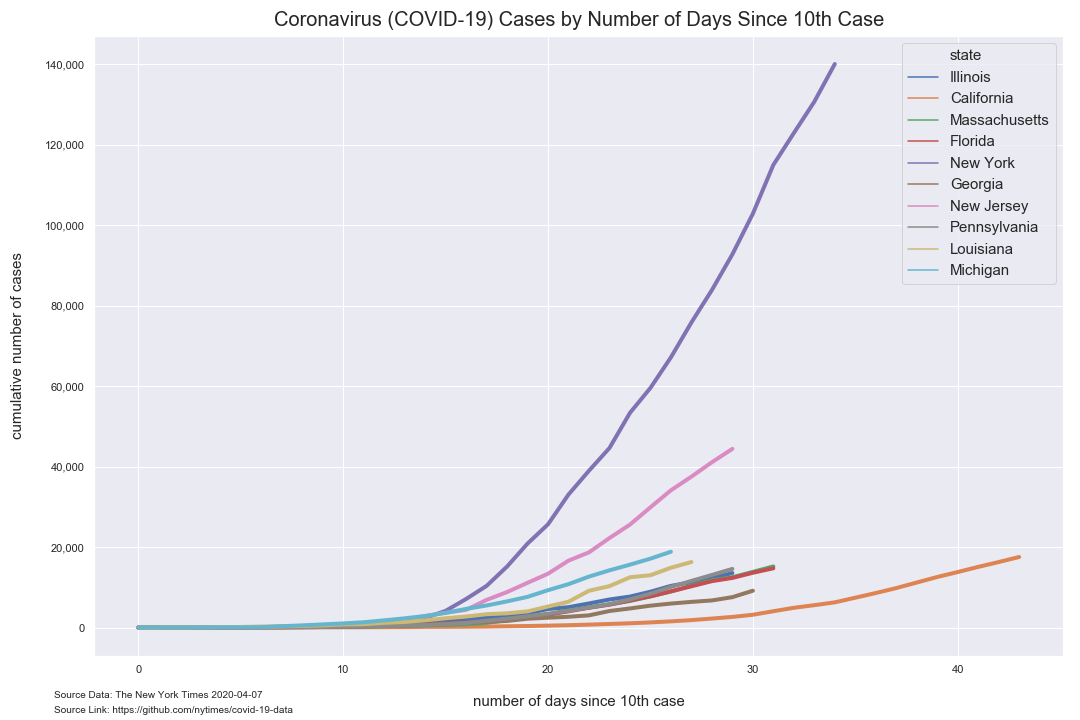 Coronavirus (COVID-19) Cases by Number of Days Since 10th Case
state
Illinois
California
Massachusetts
Florida
New York
Georgia
New Jersey
Pennsylvania
Louisiana
Michigan
cumulative number of cases
140,000
120,000
100,000
80,000
60,000
40,000
20,000
0
0 10 20 30 40
number of days since 10th case
Source Data: The New York Times 2020-04-07
Source Link: https://github.com/nytimes/covid-19-data